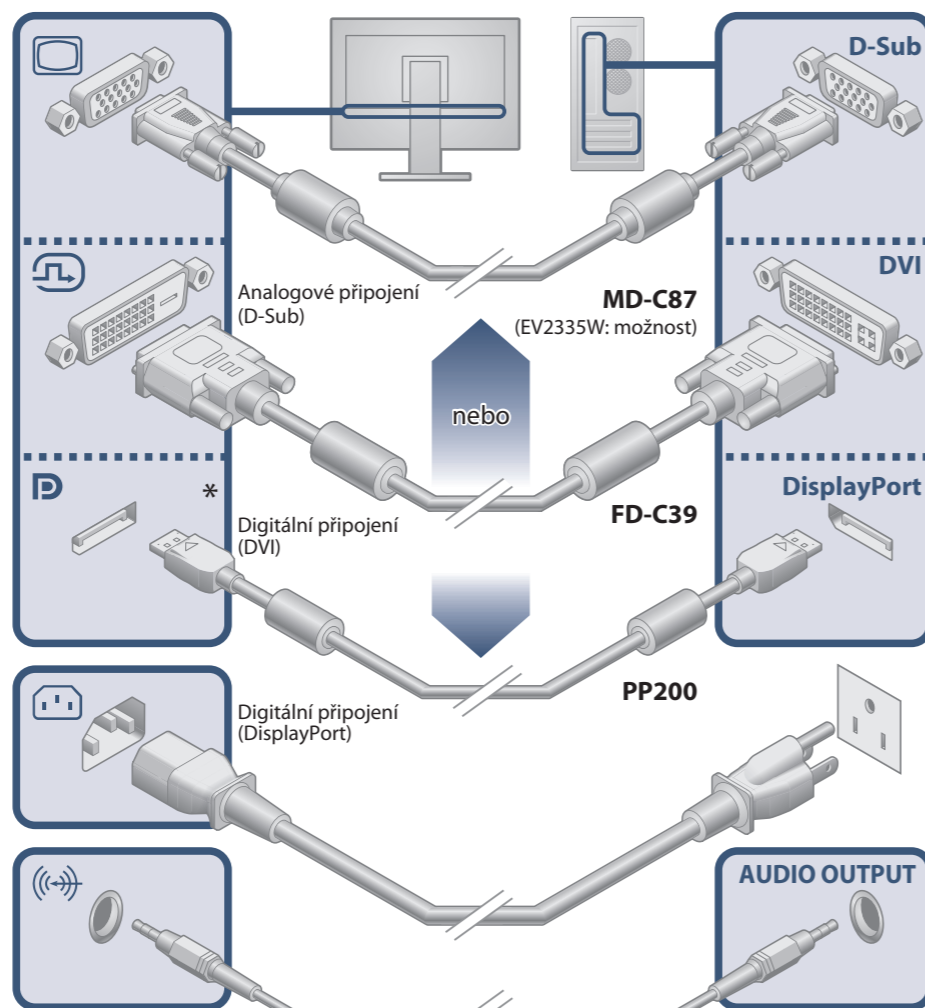 D-Sub
DVI
Analogové připojení
(D-Sub)
MD-C87
(EV2335W: možnost)
nebo
*
DisplayPort
Digitální připojení
(DVI)
FD-C39
Digitální připojení
(DisplayPort)
PP200
AUDIO OUTPUT